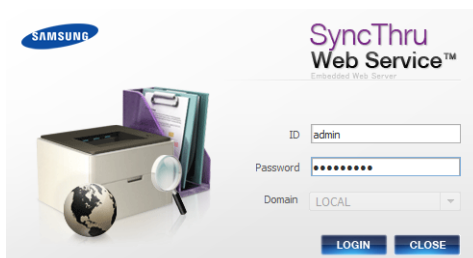 SAMSUNG
SyncThru
Web Service™
Embedded Web Server
ID admin
Password •••••••••
Domain LOCAL
LOGIN CLOSE